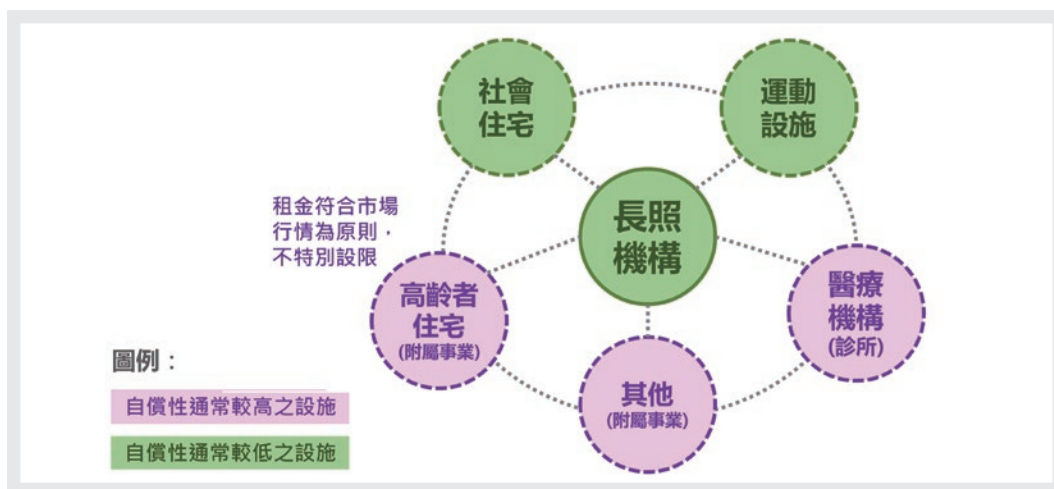 社會
住宅
運動
設施
長照
機構
租金符合市場
行情為原則，
不特別設限
高齡者
住宅
(附屬事業)
醫療
機構
(診所)
其他
(附屬事業)
圖例：
自償性通常較高之設施
自償性通常較低之設施